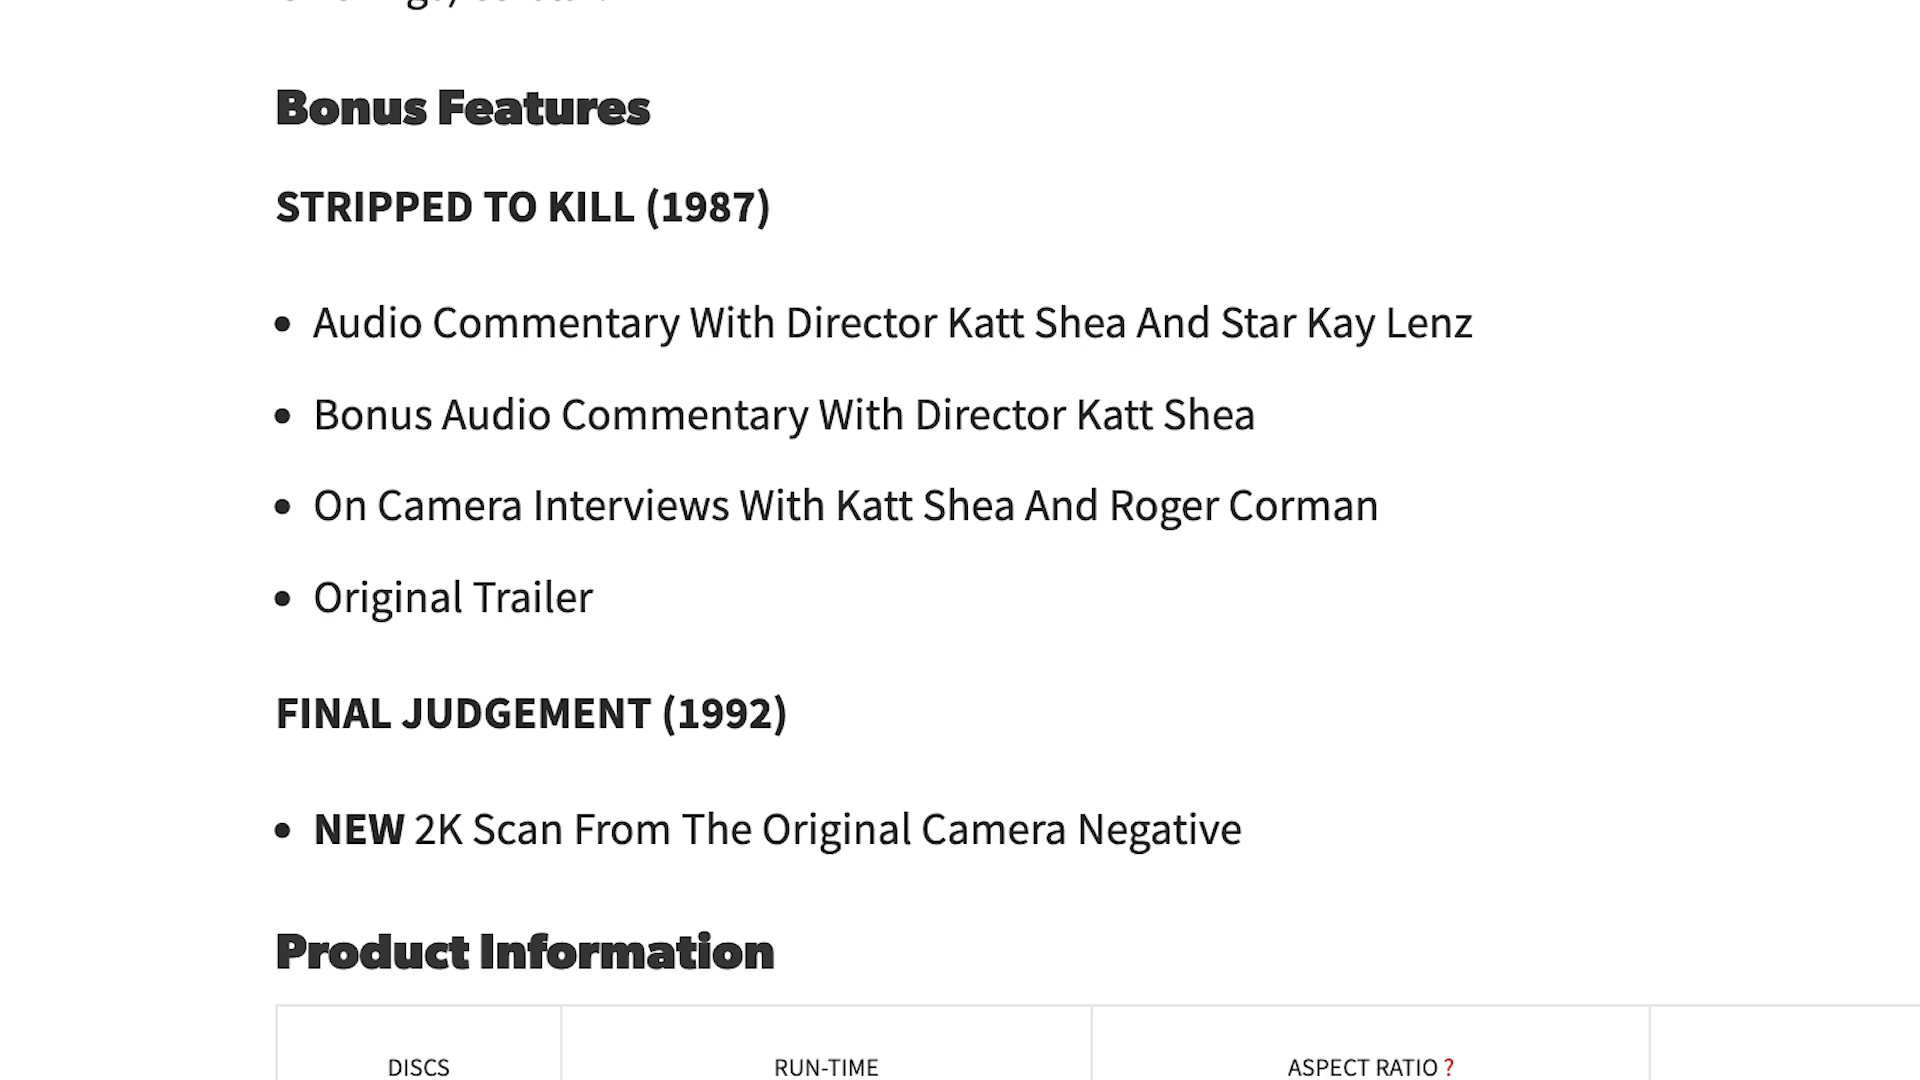 Bonus Features
STRIPPED TO KILL (1987)
• Audio Commentary With Director Katt Shea And Star Kay Lenz
• Bonus Audio Commentary With Director Katt Shea
• On Camera Interviews With Katt Shea And Roger Corman
• Original Trailer
FINAL JUDGEMENT (1992)
• NEW 2K Scan From The Original Camera Negative
Product Information
DISCS RUN-TIME ASPECT RATIO ?